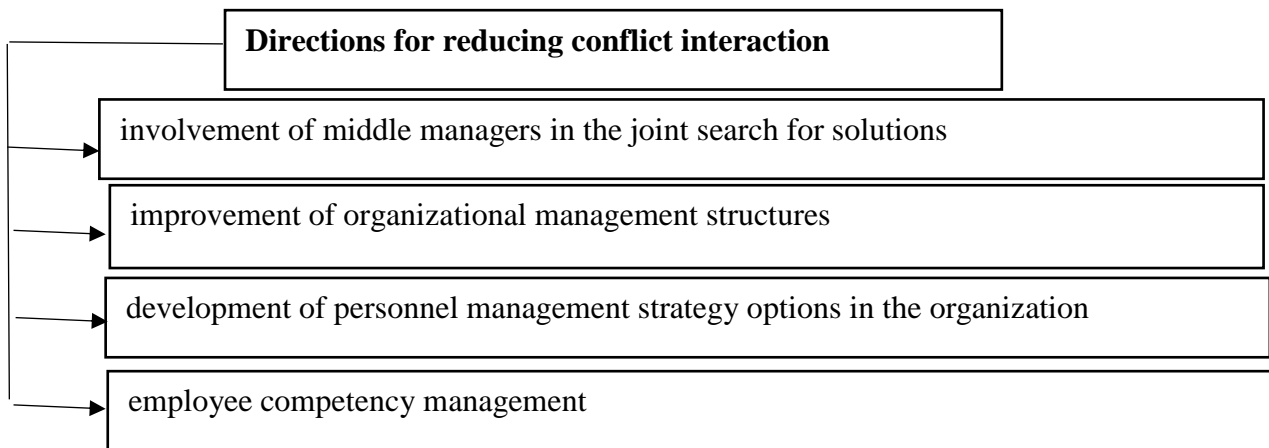 Directions for reducing conflict interaction
involvement of middle managers in the joint search for solutions
improvement of organizational management structures
development of personnel management strategy options in the organization
employee competency management